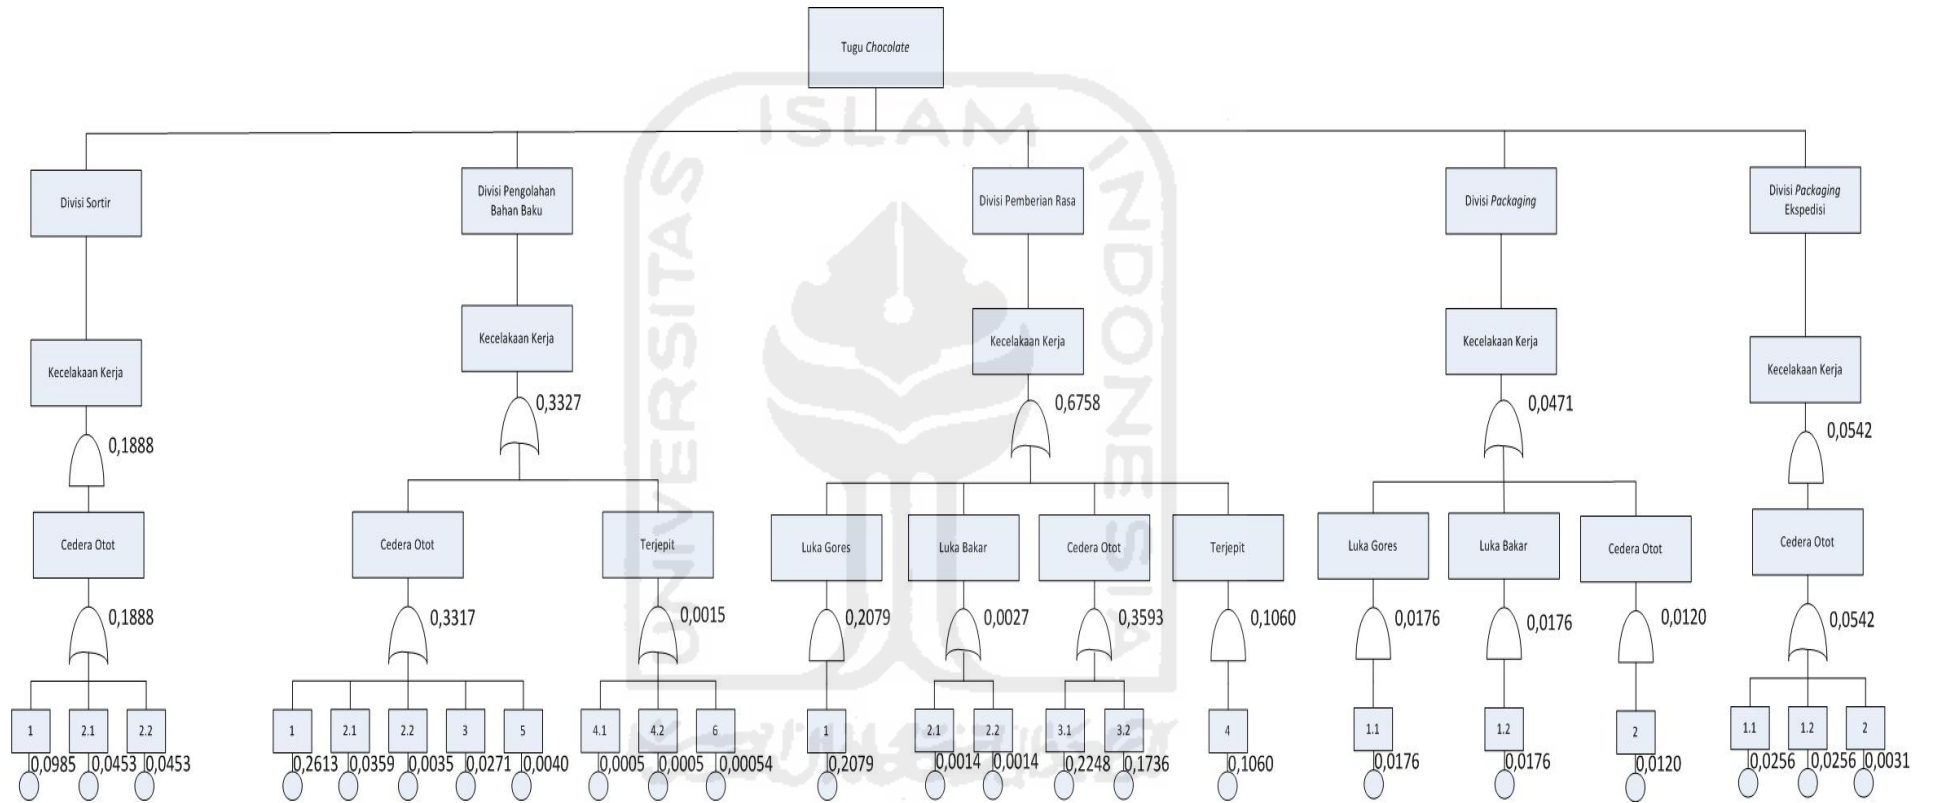 Tugu Chocolate
Divisi Sortir
Divisi Pengolahan
Bahan Baku
Divisi Pemberian Rasa
Divisi Packaging
Divisi Packaging
Ekspedisi
Kecelakaan Kerja
Kecelakaan Kerja
Kecelakaan Kerja
Kecelakaan Kerja
Kecelakaan Kerja
0,1888
0,3327
0,6758
0,0471
0,0542
Cedera Otot
Cedera Otot
Terjepit
Luka Gores
Luka Bakar
Cedera Otot
Terjepit
Luka Gores
Luka Bakar
Cedera Otot
Cedera Otot
0,1888
0,3317
0,0015
0,2079
0,0027
0,3593
0,1060
0,0176
0,0176
0,0120
0,0542
1
2.1
2.2
1
2.1
2.2
3
5
4.1
4.2
6
1
2.1
2.2
3.1
3.2
4
1.1
1.2
2
1.1
1.2
2
0,0985
0,0453
0,0453
0,2613
0,0359
0,0035
0,0271
0,0040
0,0005
0,0005
0,00054
0,2079
0,0014
0,0014
0,2248
0,1736
0,1060
0,0176
0,0176
0,0120
0,0256
0,0256
0,0031
UNIVERSITAS
ISLAM
INDONESIA